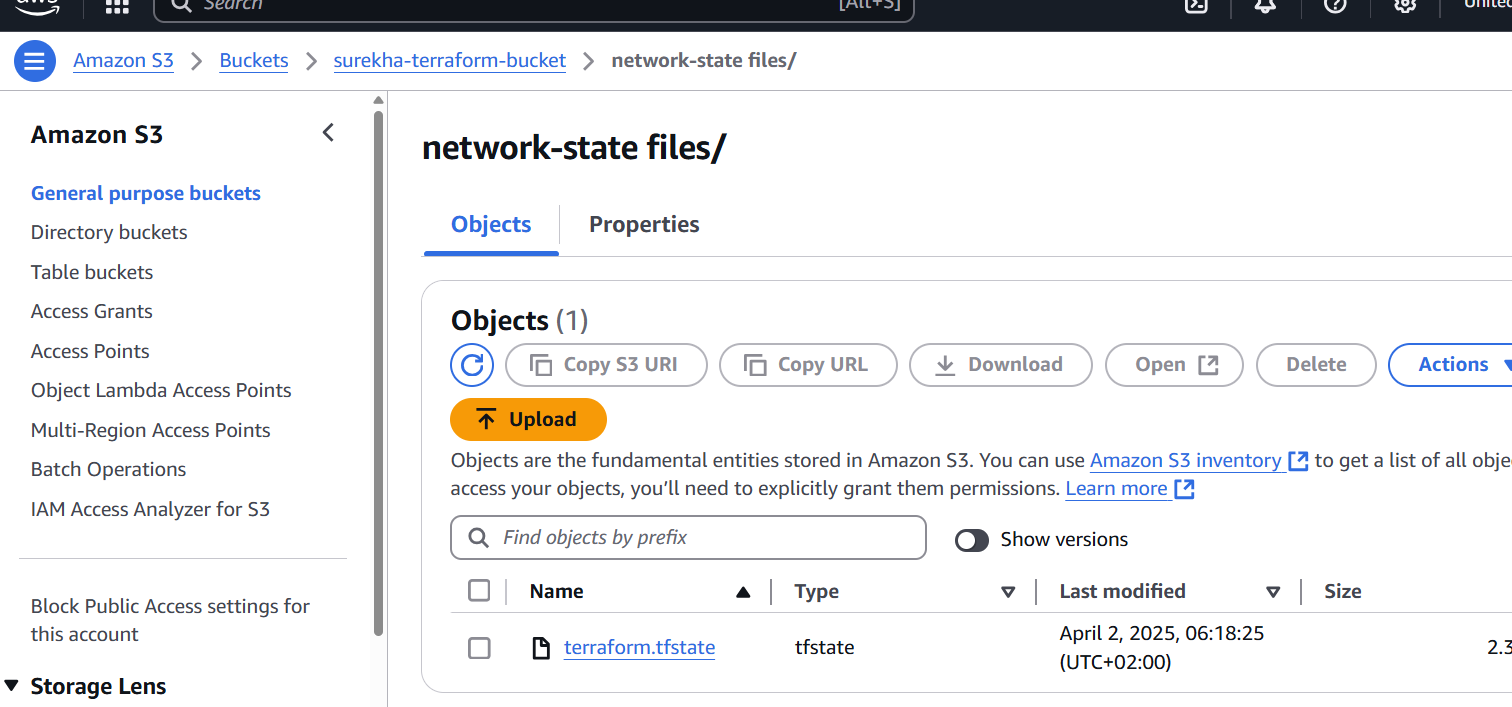 aws
Search
[Alt+S]
United
Amazon S3
Buckets
surekha-terraform-bucket
network-state files/
Amazon S3
General purpose buckets
Directory buckets
Table buckets
Access Grants
Access Points
Object Lambda Access Points
Multi-Region Access Points
Batch Operations
IAM Access Analyzer for S3
Block Public Access settings for
this account
Storage Lens
network-state files/
Objects
Properties
Objects (1)
Copy S3 URI
Copy URL
Download
Open
Delete
Actions
Upload
Objects are the fundamental entities stored in Amazon S3. You can use Amazon S3 inventory to get a list of all obje
access your objects, you'll need to explicitly grant them permissions. Learn more
Find objects by prefix
Show versions
Name
Type
Last modified
Size
terraform.tfstate
tfstate
April 2, 2025, 06:18:25
(UTC+02:00)
2.3